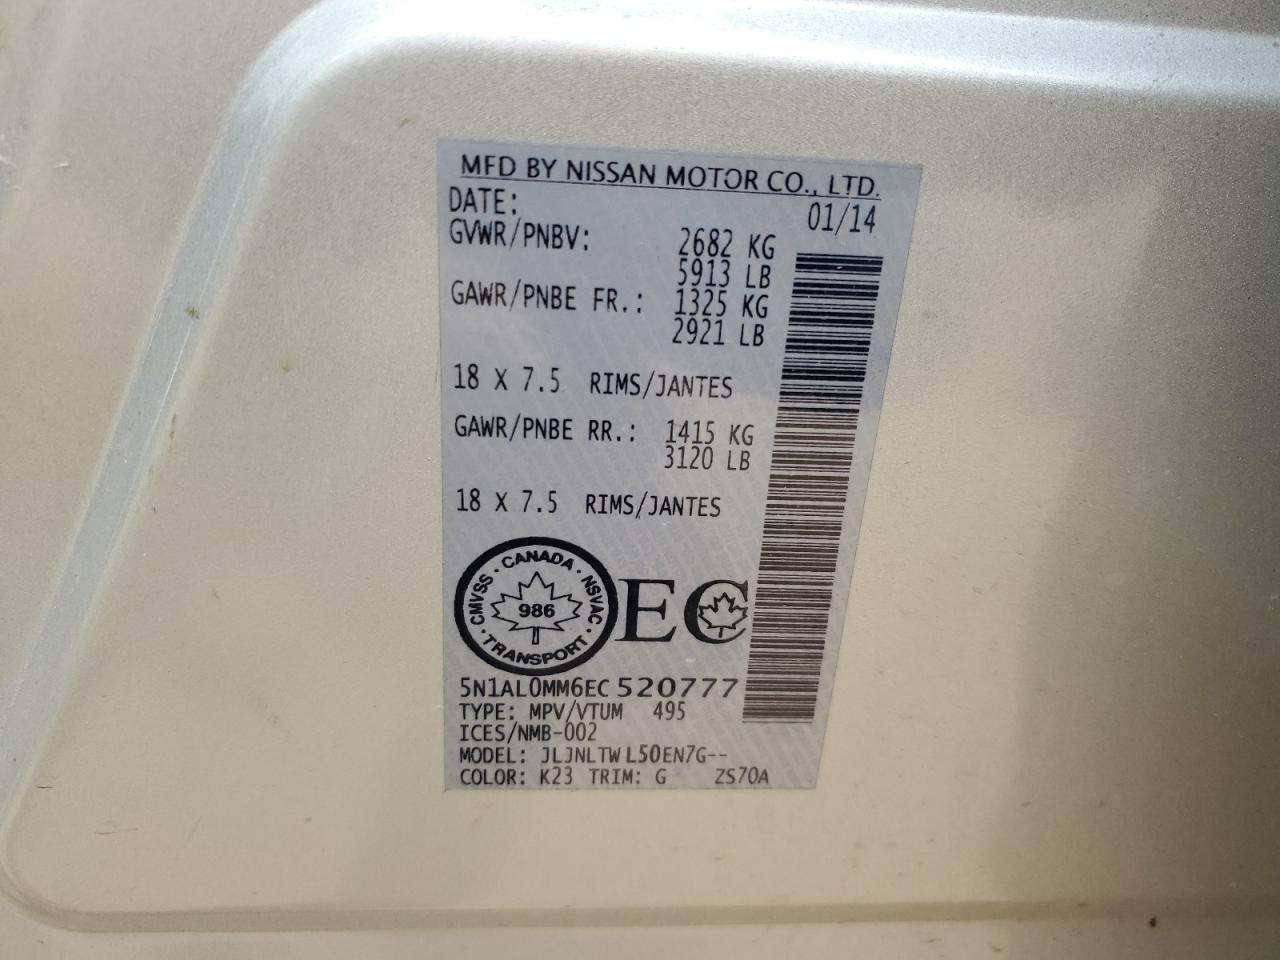 MFD BY NISSAN MOTOR CO., LTD.
DATE: 01/14
GVWR/PNBV: 2682 KG
5913 LB
GAWR/PNBE FR.: 1325 KG
2921 LB
18 X 7.5 RIMS/JANTES
GAWR/PNBE RR.: 1415 KG
3120 LB
18 X 7.5 RIMS/JANTES
CMVSS · CANADA · NSVAC · TRANSPORT ·
986
EC
5N1AL0MM6EC520777
TYPE: MPV/VTUM 495
ICES/NMB-002
MODEL: JLJNLTWL50EN7G--
COLOR: K23 TRIM: G ZS70A